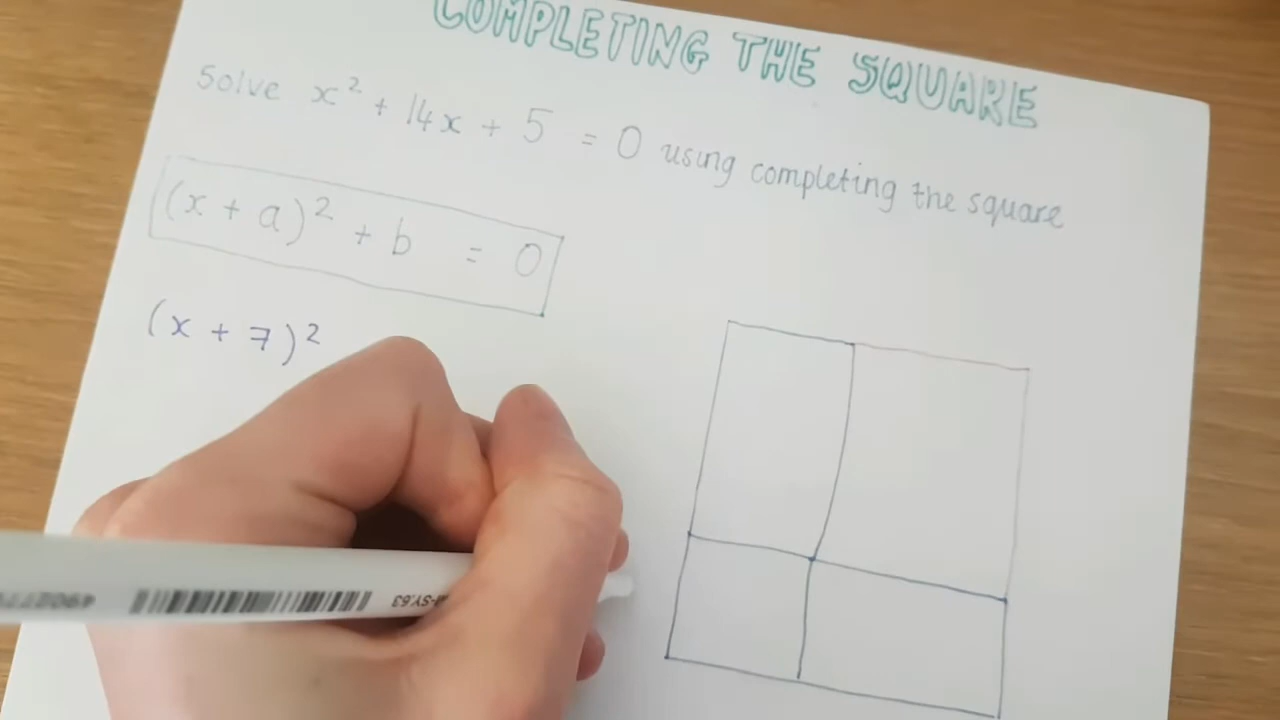 COMPLETING THE SQUARE
Solve x² + 14x + 5 = 0 using completing the square
(x + a)² + b = 0
(x + 7)²